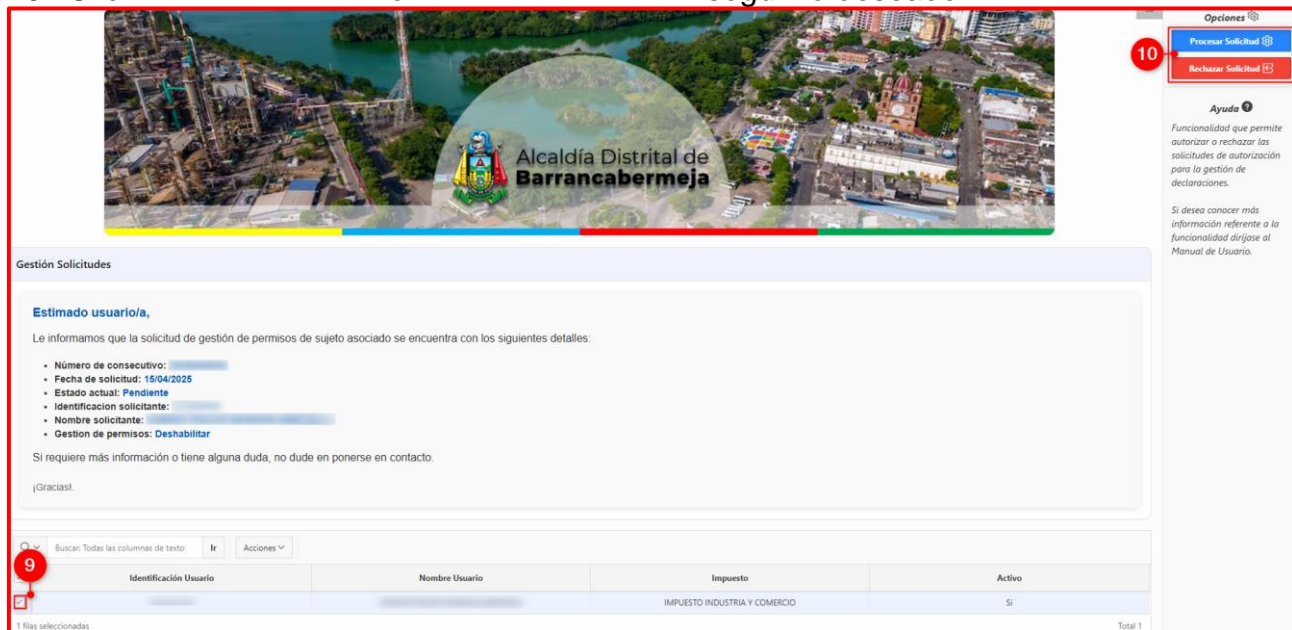 según lo deseado
Opciones
10
Procesar Solicitud
Rechazar Solicitud
Alcaldía Distrital de
Barrancabermeja
Ayuda
Funcionalidad que permite
autorizar o rechazar las
solicitudes de autorización
para la gestión de
declaraciones.
Si desea conocer más
información referente a la
funcionalidad diríjase al
Manual de Usuario.
Gestión Solicitudes
Estimado usuario/a,
Le informamos que la solicitud de gestión de permisos de sujeto asociado se encuentra con los siguientes detalles:
• Número de consecutivo:
• Fecha de solicitud: 15/04/2025
• Estado actual: Pendiente
• Identificacion solicitante:
• Nombre solicitante:
• Gestion de permisos: Deshabilitar
Si requiere más información o tiene alguna duda, no dude en ponerse en contacto.
¡Gracias!.
Buscar: Todas las columnas de texto Ir Acciones
9
Identificación Usuario Nombre Usuario Impuesto Activo
IMPUESTO INDUSTRIA Y COMERCIO Si
1 filas seleccionadas Total 1